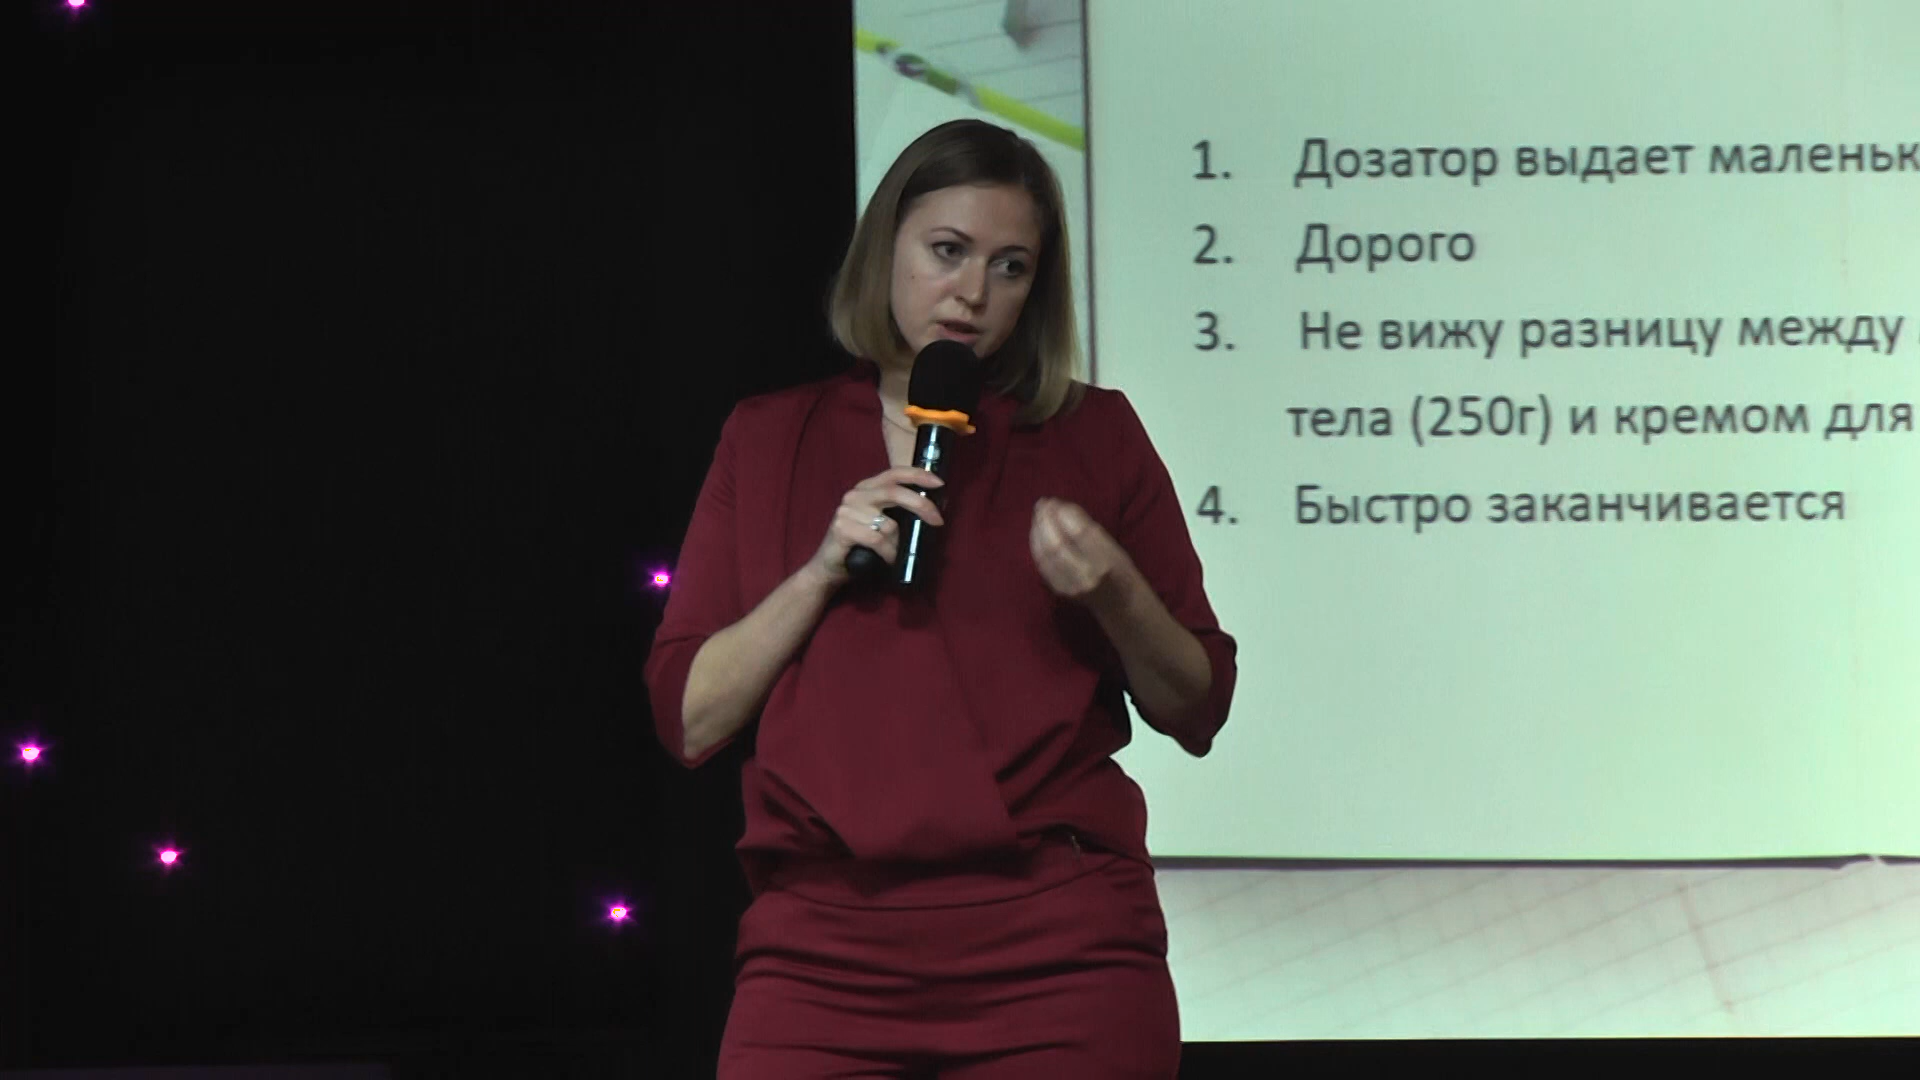 1. Дозатор выдает маленьк
2. Дорого
3. Не вижу разницу между
тела (250г) и кремом для
4. Быстро заканчивается